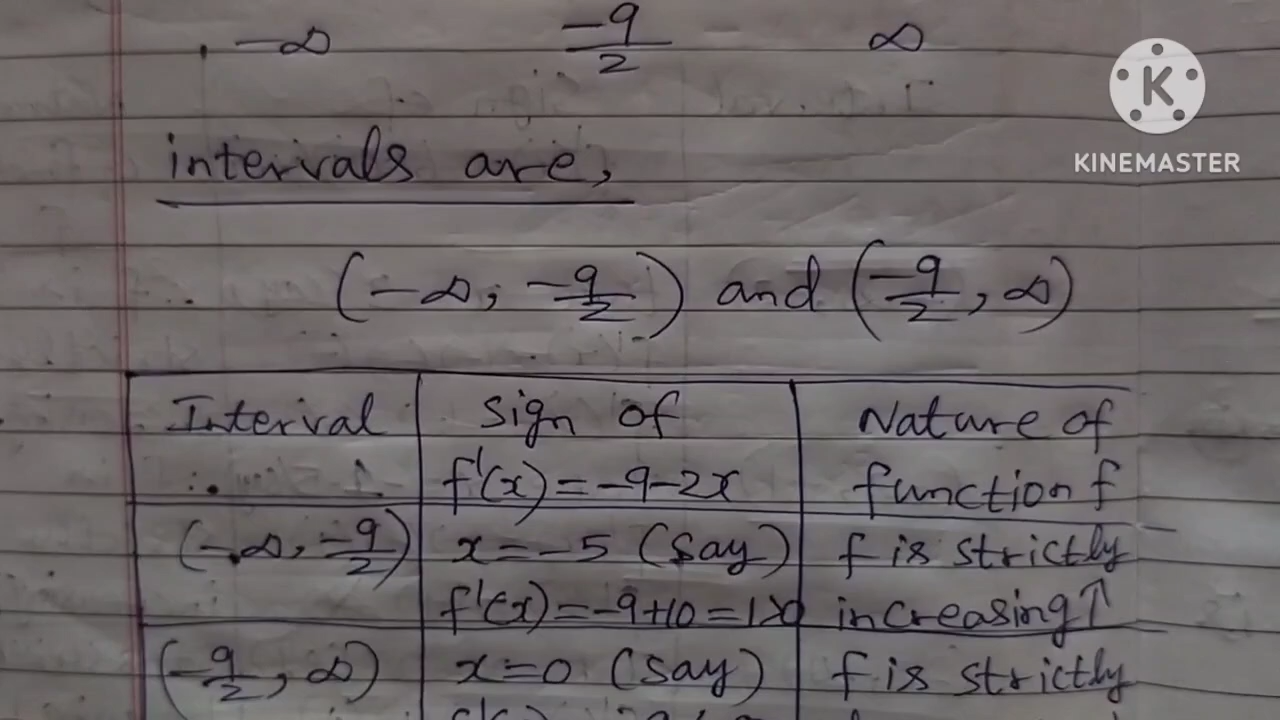 -∞ -9/2 ∞
K
KINEMASTER
intervals are,
(-∞, -9/2) and (-9/2, ∞)
Interval Sign of Nature of
f'(x) = -9-2x function f
(-∞, -9/2) x = -5 (say) f is strictly
f'(x) = -9+10 = 1>0 increasing ↑
(-9/2, ∞) x = 0 (say) f is strictly